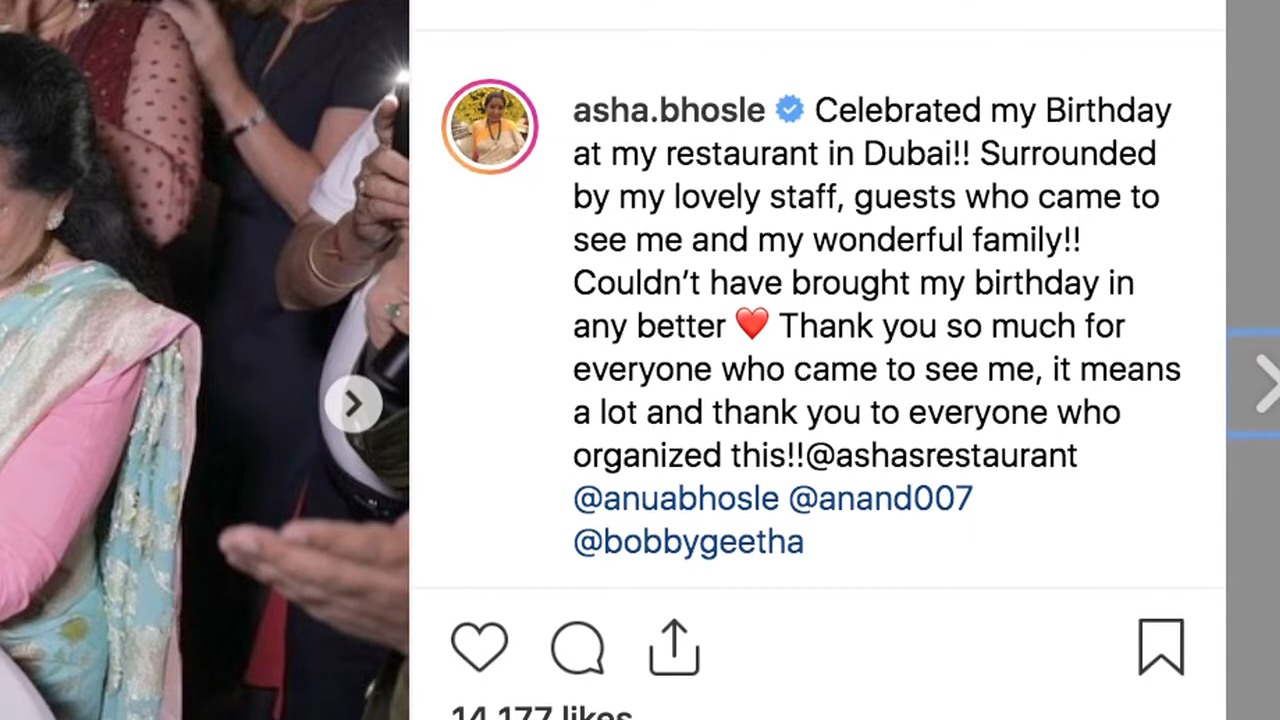 asha.bhosle Celebrated my Birthday
at my restaurant in Dubai!! Surrounded
by my lovely staff, guests who came to
see me and my wonderful family!!
Couldn’t have brought my birthday in
any better ❤️ Thank you so much for
everyone who came to see me, it means
a lot and thank you to everyone who
organized this!!@ashasrestaurant
@anuabhosle @anand007
@bobbygeetha
14,177 likes